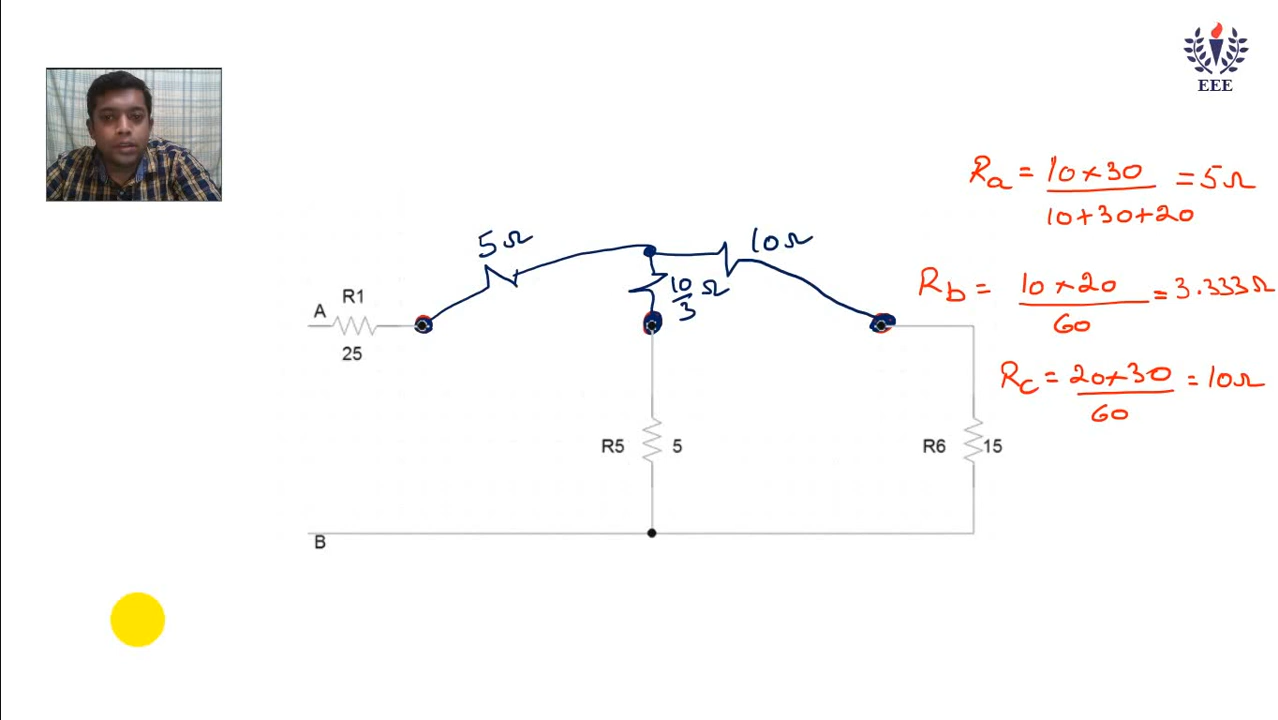 EEE
Ra = 10 × 30 / 10+30+20 = 5Ω
Rb = 10 × 20 / 60 = 3.333Ω
Rc = 20×30 / 60 = 10Ω
5Ω
10Ω
10/3 Ω
A
R1
25
R5 5
R6 15
B